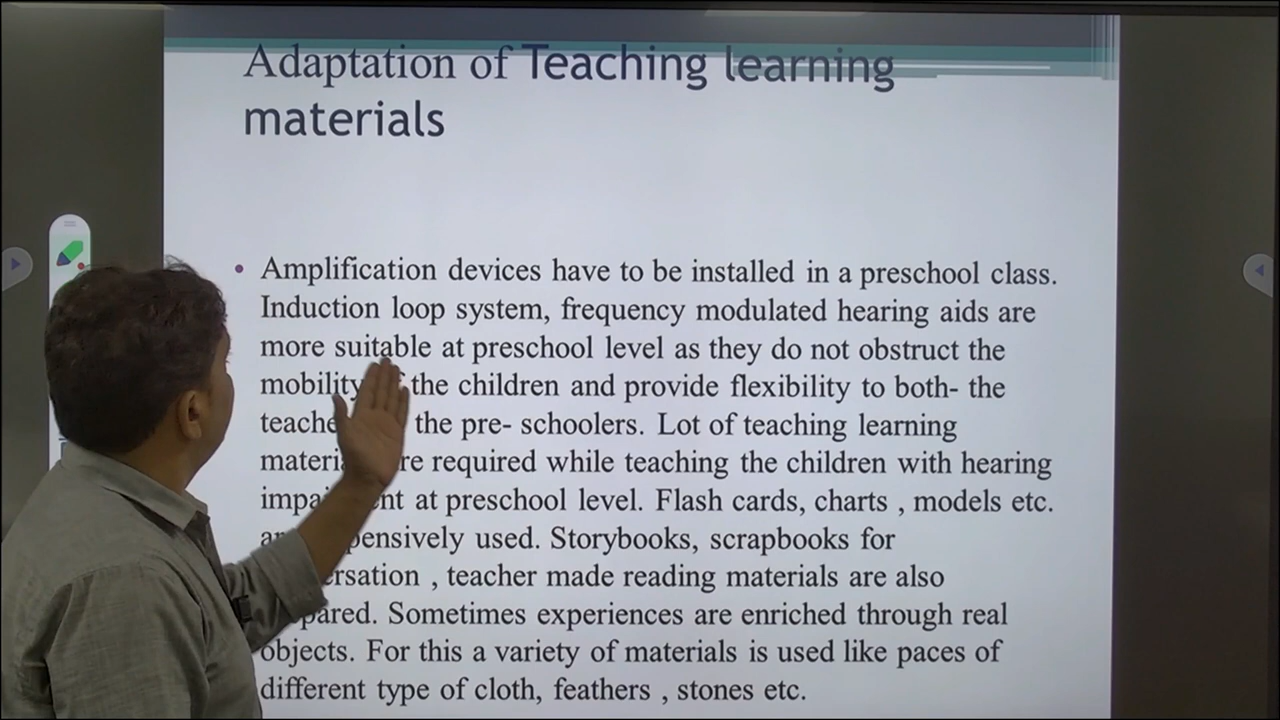 Adaptation of Teaching learning
materials
• Amplification devices have to be installed in a preschool class.
Induction loop system, frequency modulated hearing aids are
more suitable at preschool level as they do not obstruct the
mobility the children and provide flexibility to both- the
the pre- schoolers. Lot of teaching learning
required while teaching the children with hearing
at preschool level. Flash cards, charts , models etc.
used. Storybooks, scrapbooks for
, teacher made reading materials are also
Sometimes experiences are enriched through real
objects. For this a variety of materials is used like paces of
different type of cloth, feathers , stones etc.